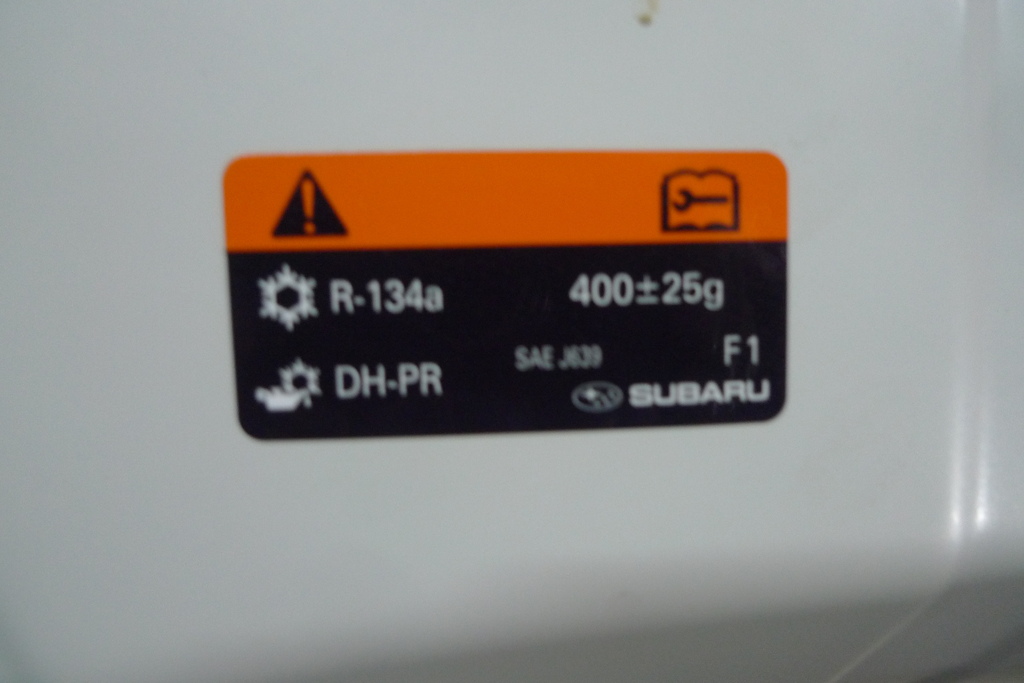 R-134a 400±25g
SAE J639 F1
DH-PR SUBARU